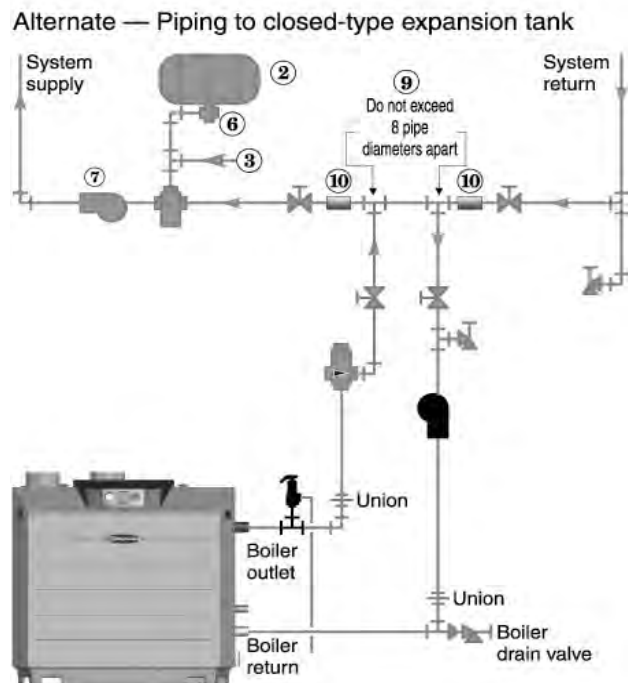 Alternate — Piping to closed-type expansion tank
System
supply
2
9
System
return
Do not exceed
8 pipe
diameters apart
6
3
7
10
10
Union
Boiler
outlet
Union
Boiler
return
Boiler
drain valve